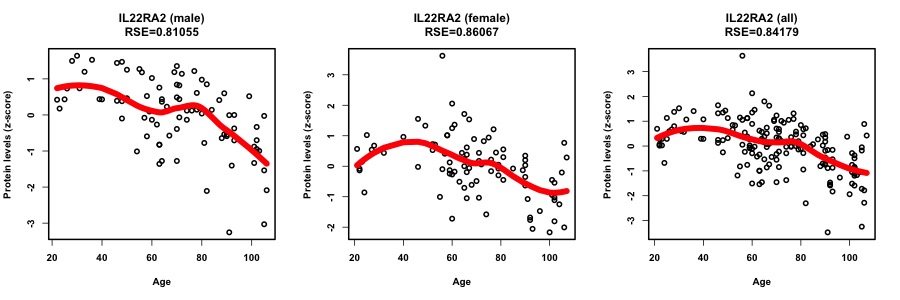 IL22RA2 (male)
RSE=0.81055
Protein levels (z-score)
1
0
-1
-2
-3
20 40 60 80 100
Age
IL22RA2 (female)
RSE=0.86067
Protein levels (z-score)
3
2
1
0
-1
-2
20 40 60 80 100
Age
IL22RA2 (all)
RSE=0.84179
Protein levels (z-score)
3
2
1
0
-1
-2
-3
20 40 60 80 100
Age